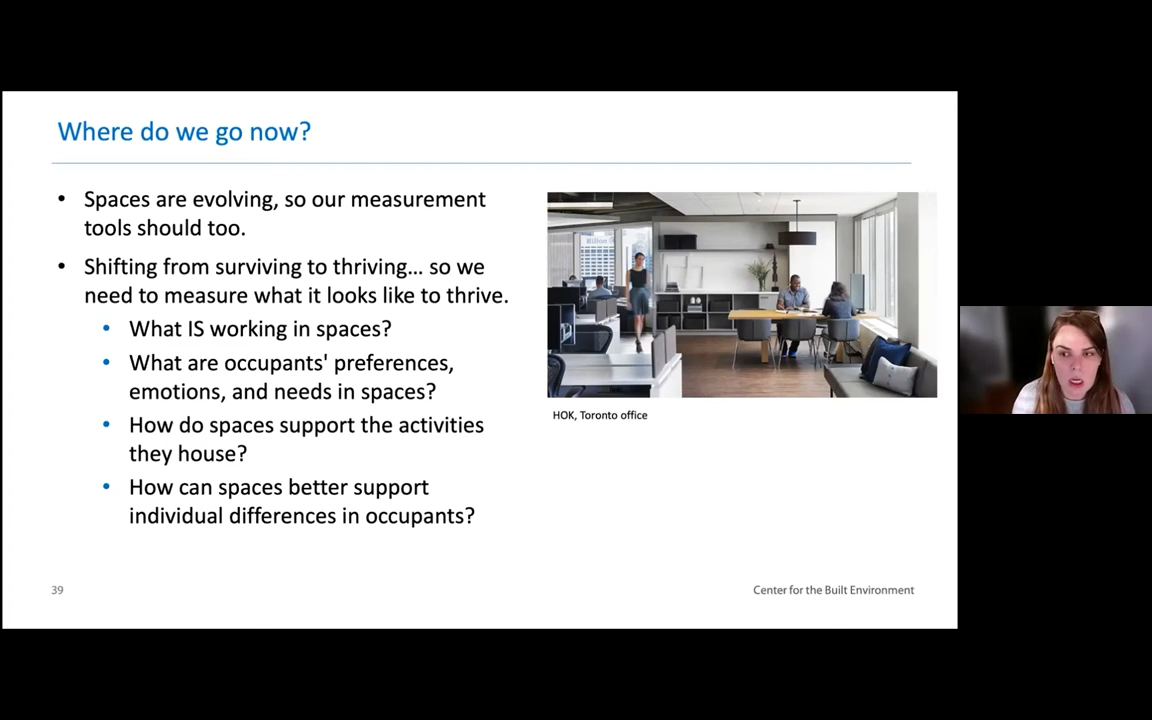 Where do we go now?
• Spaces are evolving, so our measurement
tools should too.
• Shifting from surviving to thriving... so we
need to measure what it looks like to thrive.
• What IS working in spaces?
• What are occupants' preferences,
emotions, and needs in spaces?
• How do spaces support the activities
they house?
• How can spaces better support
individual differences in occupants?
Hilton
HOK, Toronto office
39
Center for the Built Environment